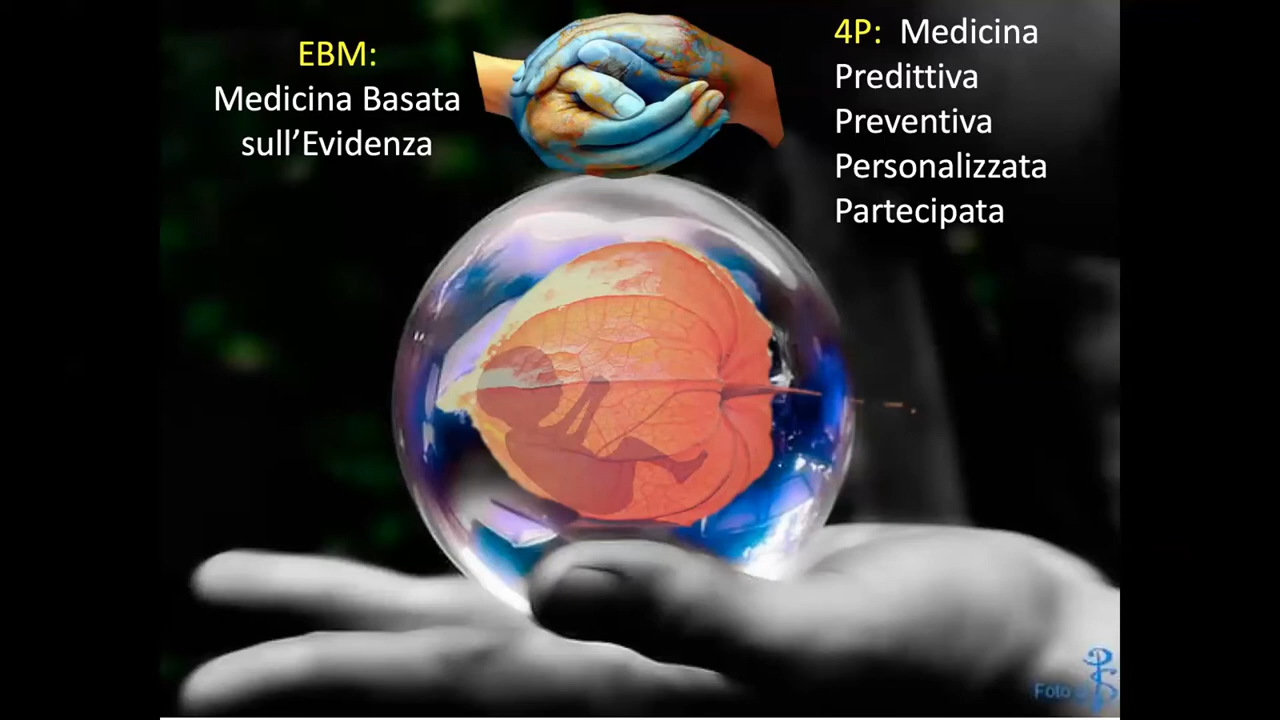 EBM:
Medicina Basata
sull’Evidenza
4P: Medicina
Predittiva
Preventiva
Personalizzata
Partecipata
Foto